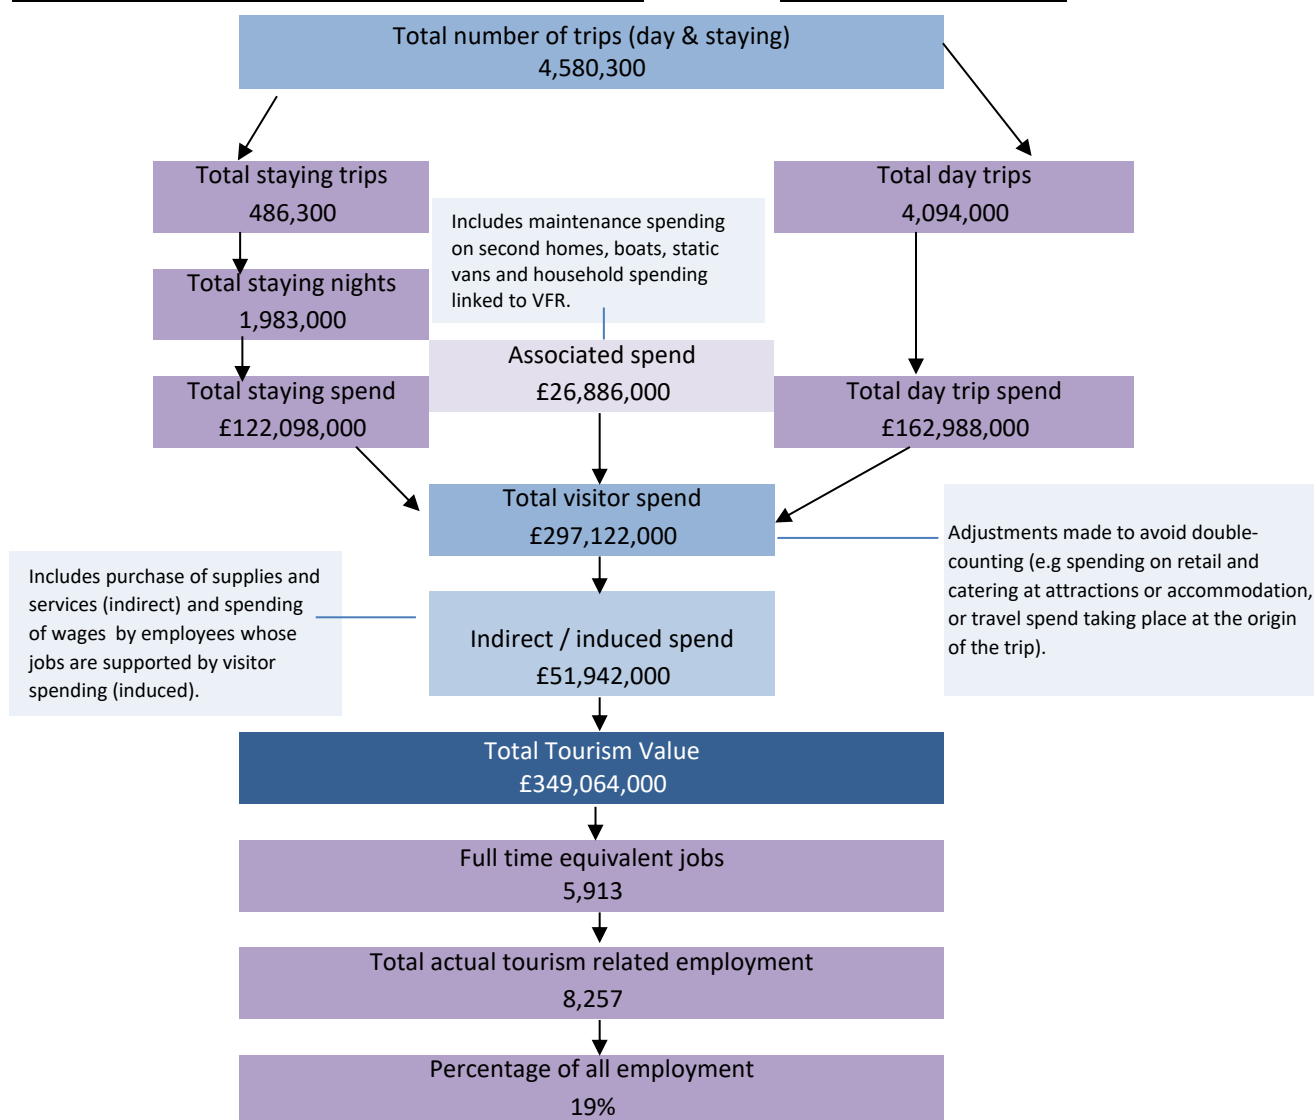 Total number of trips (day & staying)
4,580,300
Total staying trips
486,300
Total day trips
4,094,000
Includes maintenance spending
on second homes, boats, static
vans and household spending
linked to VFR.
Total staying nights
1,983,000
Associated spend
£26,886,000
Total staying spend
£122,098,000
Total day trip spend
£162,988,000
Total visitor spend
£297,122,000
Adjustments made to avoid double-
counting (e.g spending on retail and
catering at attractions or accommodation,
or travel spend taking place at the origin
of the trip).
Includes purchase of supplies and
services (indirect) and spending
of wages by employees whose
jobs are supported by visitor
spending (induced).
Indirect / induced spend
£51,942,000
Total Tourism Value
£349,064,000
Full time equivalent jobs
5,913
Total actual tourism related employment
8,257
Percentage of all employment
19%